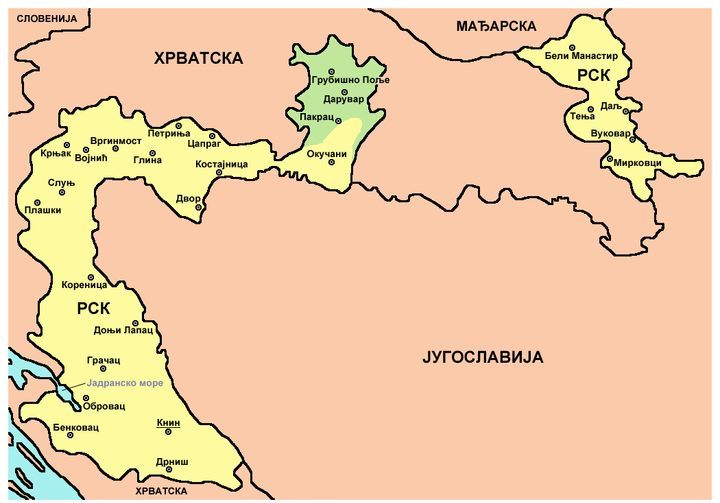 СЛОВЕНИЈА
МАЂАРСКА
ХРВАТСКА
Бели Манастир
РСК
Грубишно Поље
Дарувар
Пакрац
Даљ
Тења
Вуковар
Мирковци
Петриња
Цапраг
Вргинмост
Крњак
Војнић
Глина
Костајница
Окучани
Слуњ
Плашки
Двор
Кореница
РСК
Доњи Лапац
ЈУГОСЛАВИЈА
Грачац
Јадранско море
Обровац
Бенковац
Книн
Дрниш
ХРВАТСКА